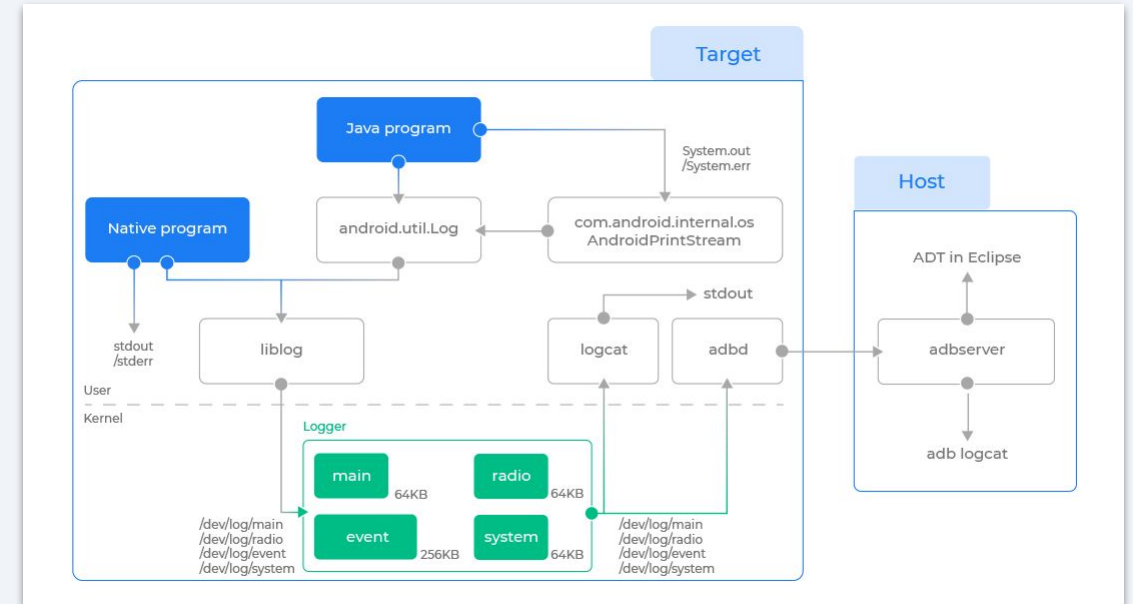 Target
Java program
System.out
/System.err
Host
Native program
android.util.Log
com.android.internal.os
AndroidPrintStream
ADT in Eclipse
stdout
stdout
/stderr
liblog
logcat
adbd
adbserver
User
Kernel
Logger
main
64KB
radio
64KB
adb logcat
/dev/log/main
/dev/log/radio
/dev/log/event
/dev/log/system
event
256KB
system
64KB
/dev/log/main
/dev/log/radio
/dev/log/event
/dev/log/system